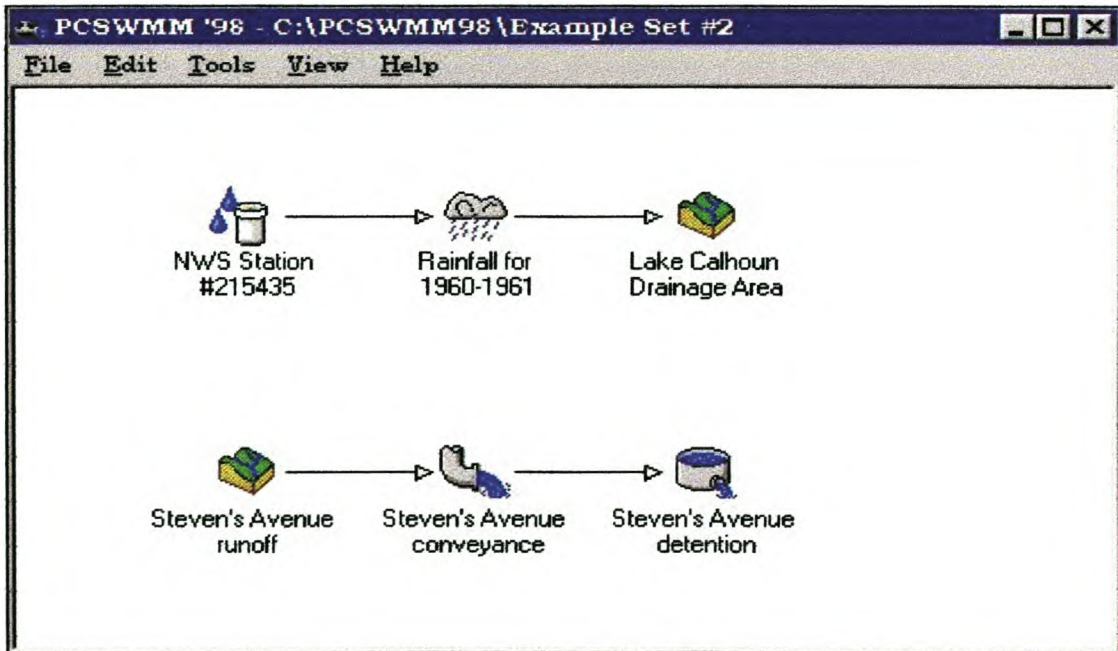 PCSWMM '98 - C:\PCSWMM98\Example Set #2
File Edit Tools View Help
NWS Station
#215435
Rainfall for
1960-1961
Lake Calhoun
Drainage Area
Steven's Avenue
runoff
Steven's Avenue
conveyance
Steven's Avenue
detention